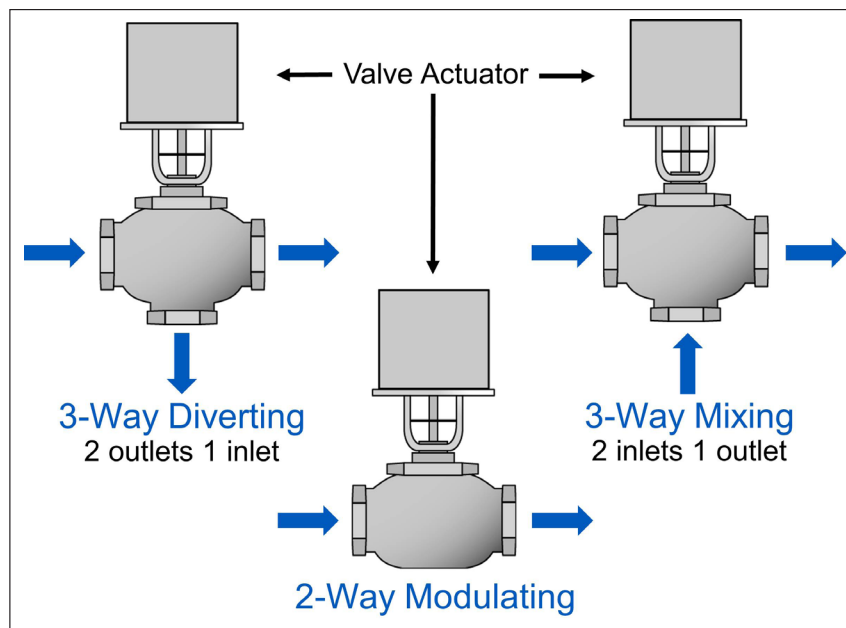 Valve Actuator
3-Way Diverting
2 outlets 1 inlet
3-Way Mixing
2 inlets 1 outlet
2-Way Modulating